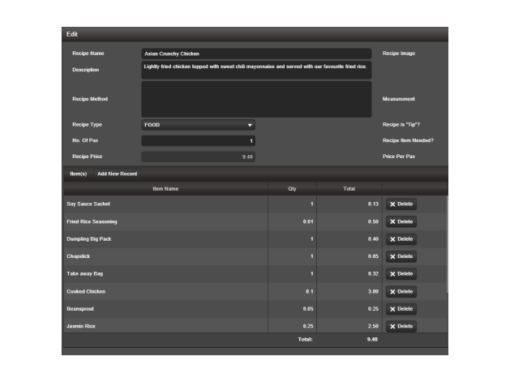 Edit
Recipe Name
Asian Crunchy Chicken
Recipe Image
Description
Lightly fried chicken topped with sweet chili mayonnaise and served with our favourite fried rice
Recipe Method
Measurement
Recipe Type
FOOD
Recipe is "Tip"?
No. Of Pax
1
Recipe Item Needed?
Recipe Price
9.48
Price Per Pax
Item(s) Add New Record
Item Name Qty Total
Soy Sauce Sachet 1 0.13 Delete
Fried Rice Seasoning 0.01 0.50 Delete
Dumpling Big Pack 1 0.40 Delete
Chopstick 1 0.05 Delete
Take away Bag 1 0.32 Delete
Cooked Chicken 0.1 3.00 Delete
0.05 0.25 Delete
Jasmin Rice 0.25 2.50 Delete
Total: